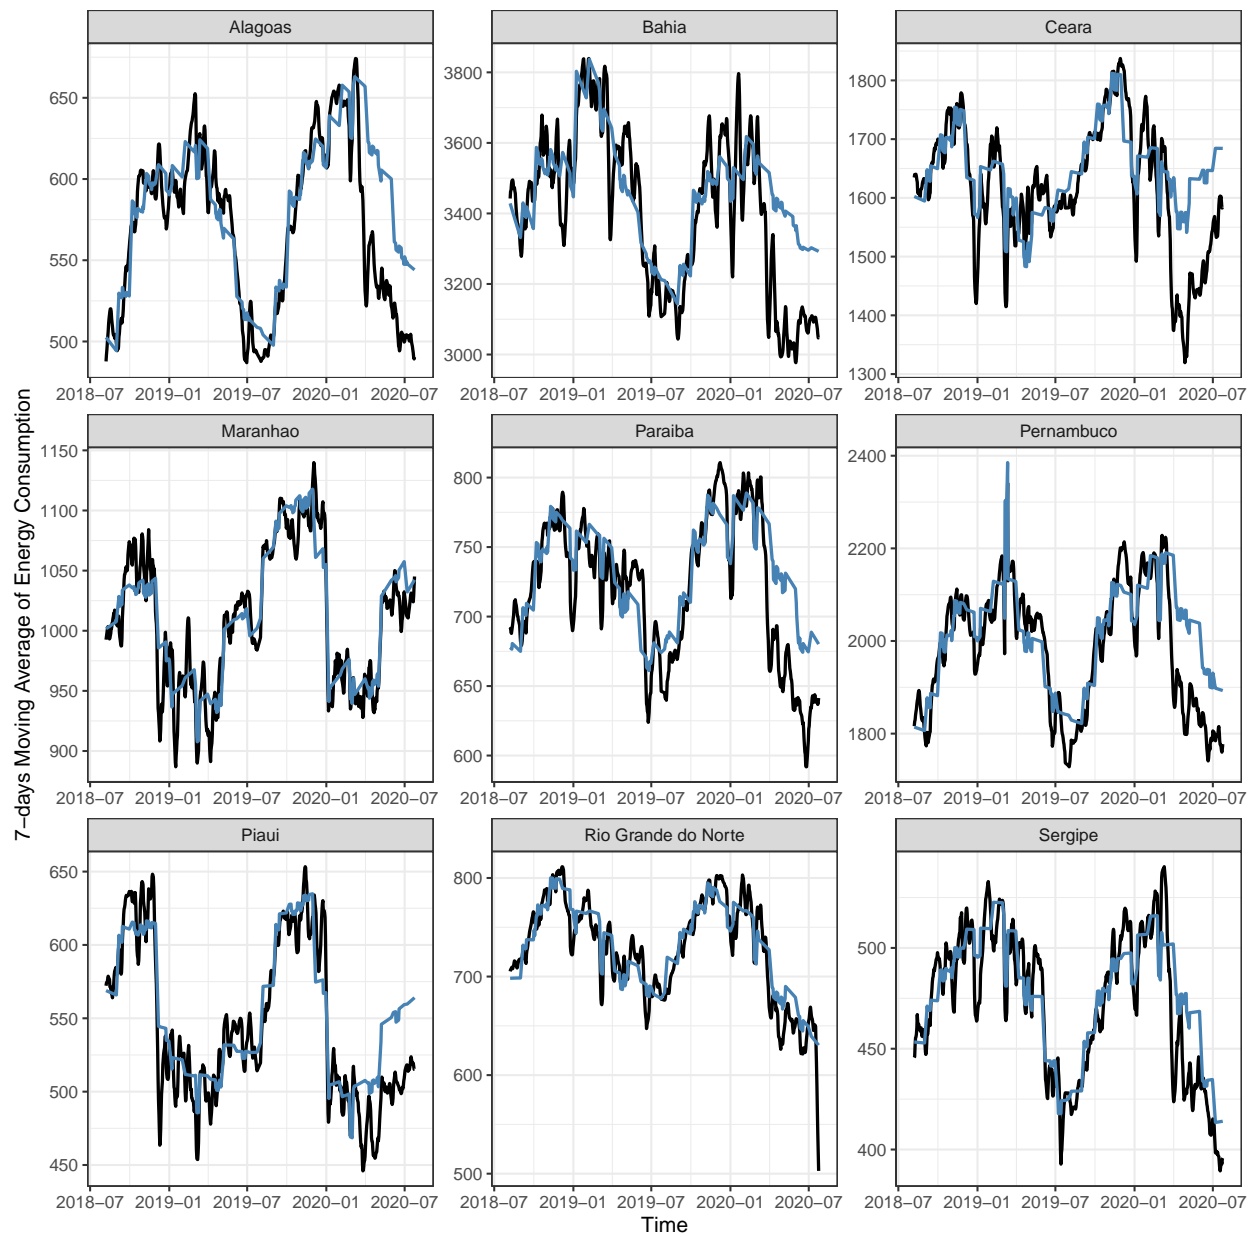 Alagoas
Bahia
Ceara
650
600
550
500
3800
3600
3400
3200
3000
1800
1700
1600
1500
1400
1300
2018−07 2019−01 2019−07 2020−01 2020−07
2018−07 2019−01 2019−07 2020−01 2020−07
2018−07 2019−01 2019−07 2020−01 2020−07
7−days Moving Average of Energy Consumption
Maranhao
Paraiba
Pernambuco
1150
1100
1050
1000
950
900
800
750
700
650
600
2400
2200
2000
1800
2018−07 2019−01 2019−07 2020−01 2020−07
2018−07 2019−01 2019−07 2020−01 2020−07
2018−07 2019−01 2019−07 2020−01 2020−07
Piaui
Rio Grande do Norte
Sergipe
650
600
550
500
450
800
700
600
500
500
450
400
2018−07 2019−01 2019−07 2020−01 2020−07
2018−07 2019−01 2019−07 2020−01 2020−07
2018−07 2019−01 2019−07 2020−01 2020−07
Time